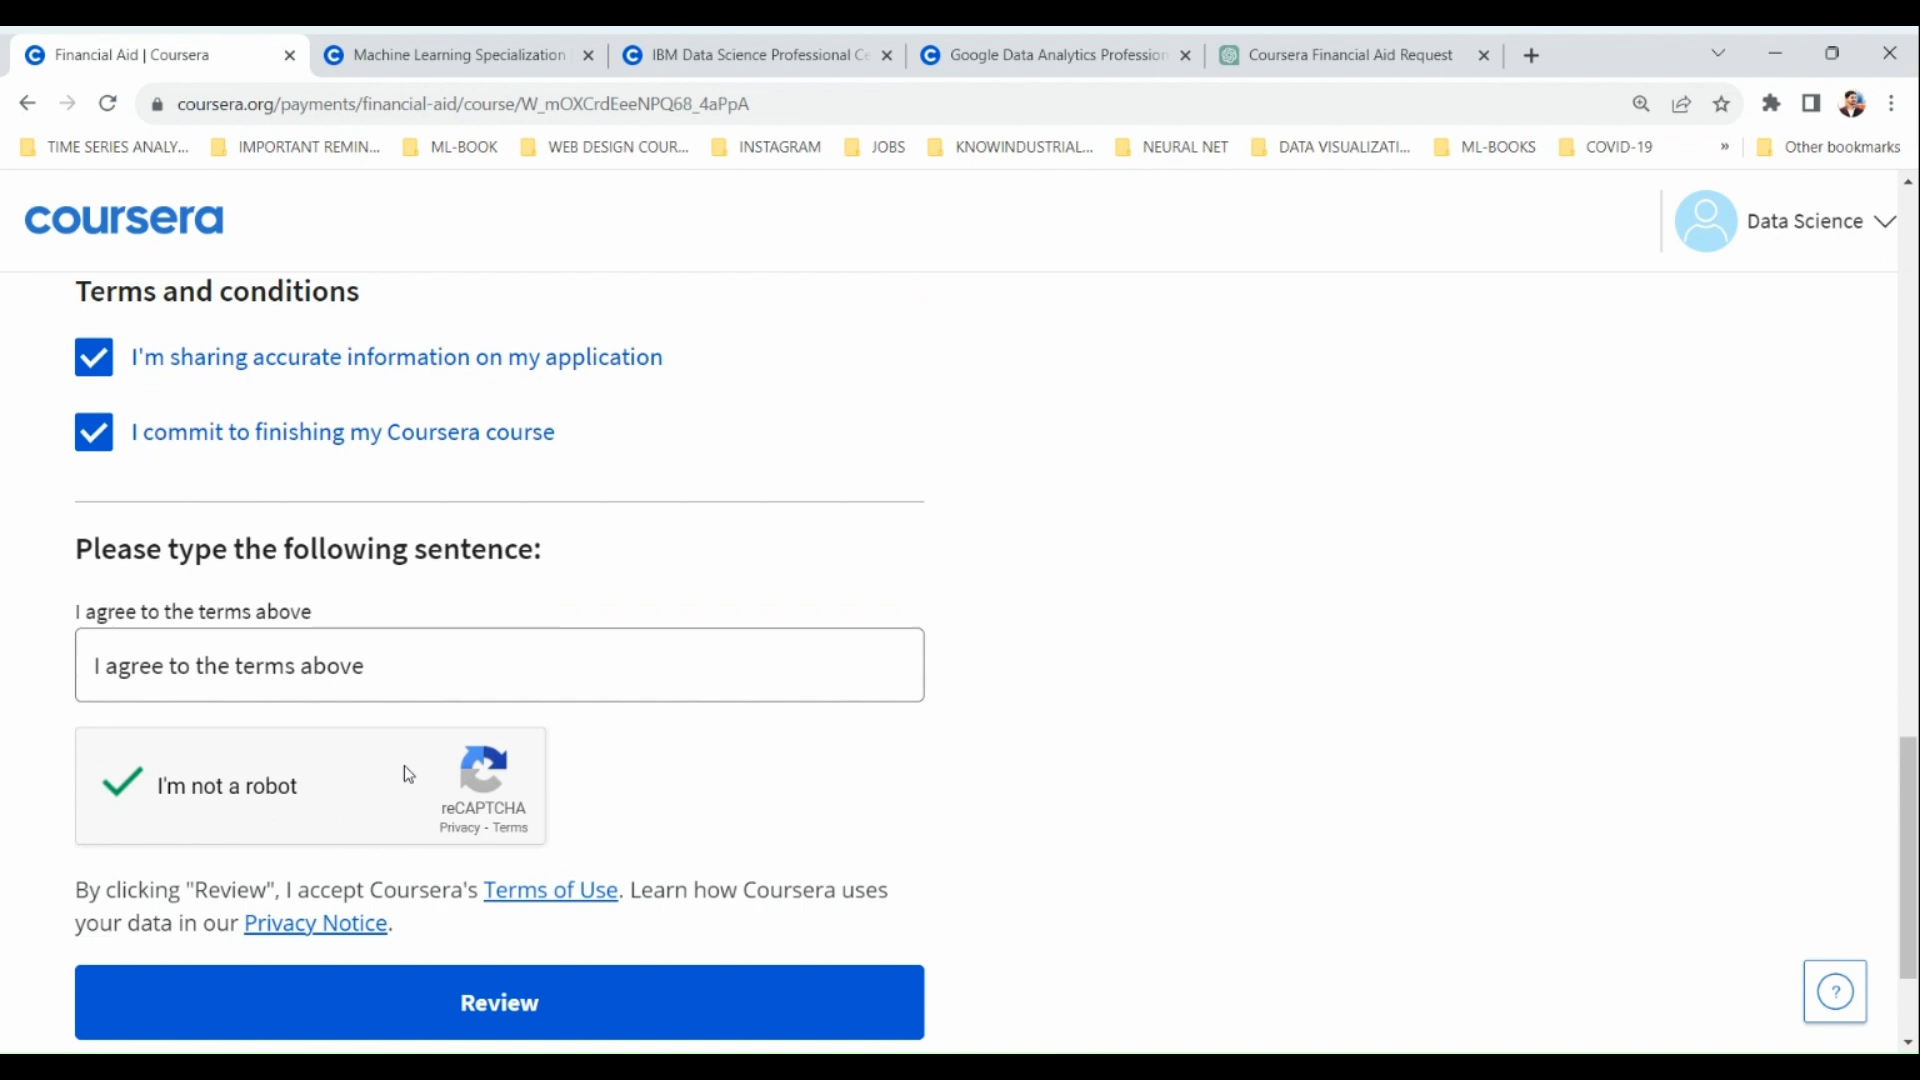 Financial Aid | Coursera
Machine Learning Specialization
IBM Data Science Professional Ce
Google Data Analytics Profession
Coursera Financial Aid Request
coursera.org/payments/financial-aid/course/W_mOXCrdEeeNPQ68_4aPpA
TIME SERIES ANALY...
IMPORTANT REMIN...
ML-BOOK
WEB DESIGN COUR...
INSTAGRAM
JOBS
KNOWINDUSTRIAL...
NEURAL NET
DATA VISUALIZATI...
ML-BOOKS
COVID-19
»
Other bookmarks
coursera
Data Science
Terms and conditions
I'm sharing accurate information on my application
I commit to finishing my Coursera course
Please type the following sentence:
I agree to the terms above
I agree to the terms above
I'm not a robot
reCAPTCHA
Privacy - Terms
By clicking "Review", I accept Coursera's Terms of Use. Learn how Coursera uses
your data in our Privacy Notice.
Review
?